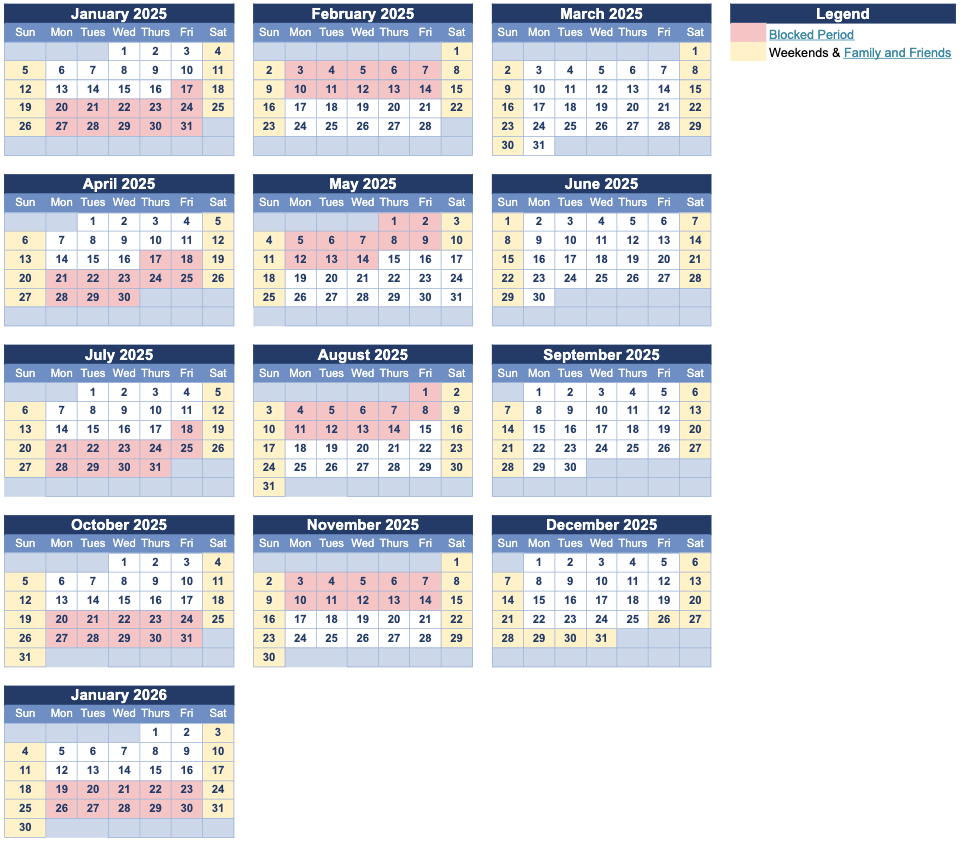 January 2025
Sun Mon Tues Wed Thurs Fri Sat
1 2 3 4
5 6 7 8 9 10 11
12 13 14 15 16 17 18
19 20 21 22 23 24 25
26 27 28 29 30 31
February 2025
Sun Mon Tues Wed Thurs Fri Sat
1
2 3 4 5 6 7 8
9 10 11 12 13 14 15
16 17 18 19 20 21 22
23 24 25 26 27 28
March 2025
Sun Mon Tues Wed Thurs Fri Sat
1
2 3 4 5 6 7 8
9 10 11 12 13 14 15
16 17 18 19 20 21 22
23 24 25 26 27 28 29
30 31
Legend
Blocked Period
Weekends & Family and Friends
April 2025
Sun Mon Tues Wed Thurs Fri Sat
1 2 3 4 5
6 7 8 9 10 11 12
13 14 15 16 17 18 19
20 21 22 23 24 25 26
27 28 29 30
May 2025
Sun Mon Tues Wed Thurs Fri Sat
1 2 3
4 5 6 7 8 9 10
11 12 13 14 15 16 17
18 19 20 21 22 23 24
25 26 27 28 29 30 31
June 2025
Sun Mon Tues Wed Thurs Fri Sat
1 2 3 4 5 6 7
8 9 10 11 12 13 14
15 16 17 18 19 20 21
22 23 24 25 26 27 28
29 30
July 2025
Sun Mon Tues Wed Thurs Fri Sat
1 2 3 4 5
6 7 8 9 10 11 12
13 14 15 16 17 18 19
20 21 22 23 24 25 26
27 28 29 30 31
August 2025
Sun Mon Tues Wed Thurs Fri Sat
1 2
3 4 5 6 7 8 9
10 11 12 13 14 15 16
17 18 19 20 21 22 23
24 25 26 27 28 29 30
31
September 2025
Sun Mon Tues Wed Thurs Fri Sat
1 2 3 4 5 6
7 8 9 10 11 12 13
14 15 16 17 18 19 20
21 22 23 24 25 26 27
28 29 30
October 2025
Sun Mon Tues Wed Thurs Fri Sat
1 2 3 4
5 6 7 8 9 10 11
12 13 14 15 16 17 18
19 20 21 22 23 24 25
26 27 28 29 30 31
31
November 2025
Sun Mon Tues Wed Thurs Fri Sat
1
2 3 4 5 6 7 8
9 10 11 12 13 14 15
16 17 18 19 20 21 22
23 24 25 26 27 28 29
30
December 2025
Sun Mon Tues Wed Thurs Fri Sat
1 2 3 4 5 6
7 8 9 10 11 12 13
14 15 16 17 18 19 20
21 22 23 24 25 26 27
28 29 30 31
January 2026
Sun Mon Tues Wed Thurs Fri Sat
1 2 3
4 5 6 7 8 9 10
11 12 13 14 15 16 17
18 19 20 21 22 23 24
25 26 27 28 29 30 31
30